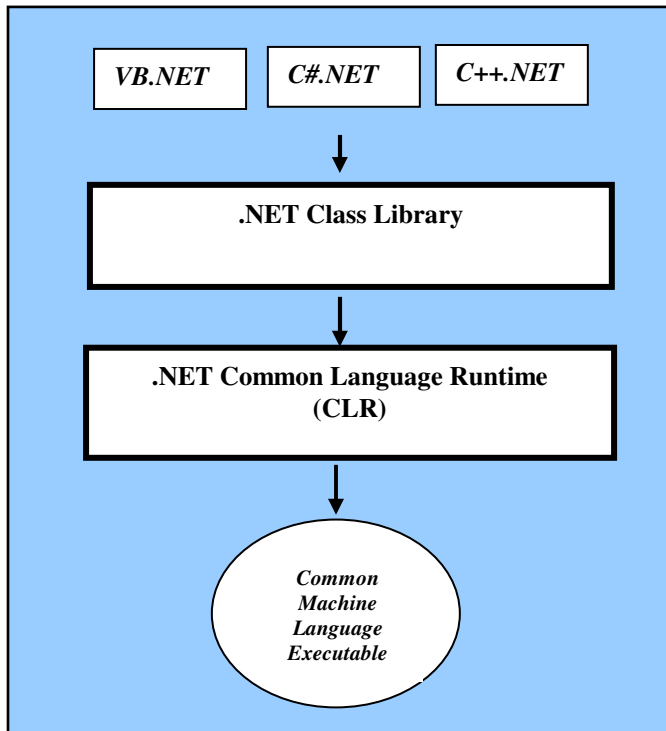 VB.NET
C#.NET
C++.NET
.NET Class Library
.NET Common Language Runtime
(CLR)
Common
Machine
Language
Executable